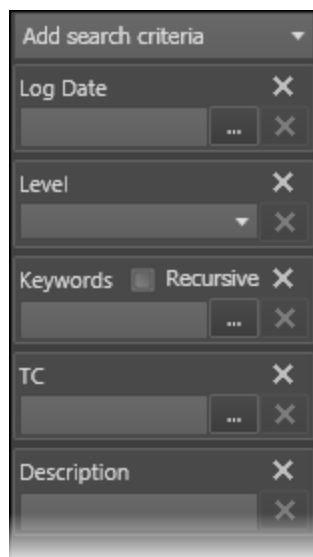 Add search criteria
Log Date
...
Level
Keywords Recursive
...
TC
...
Description